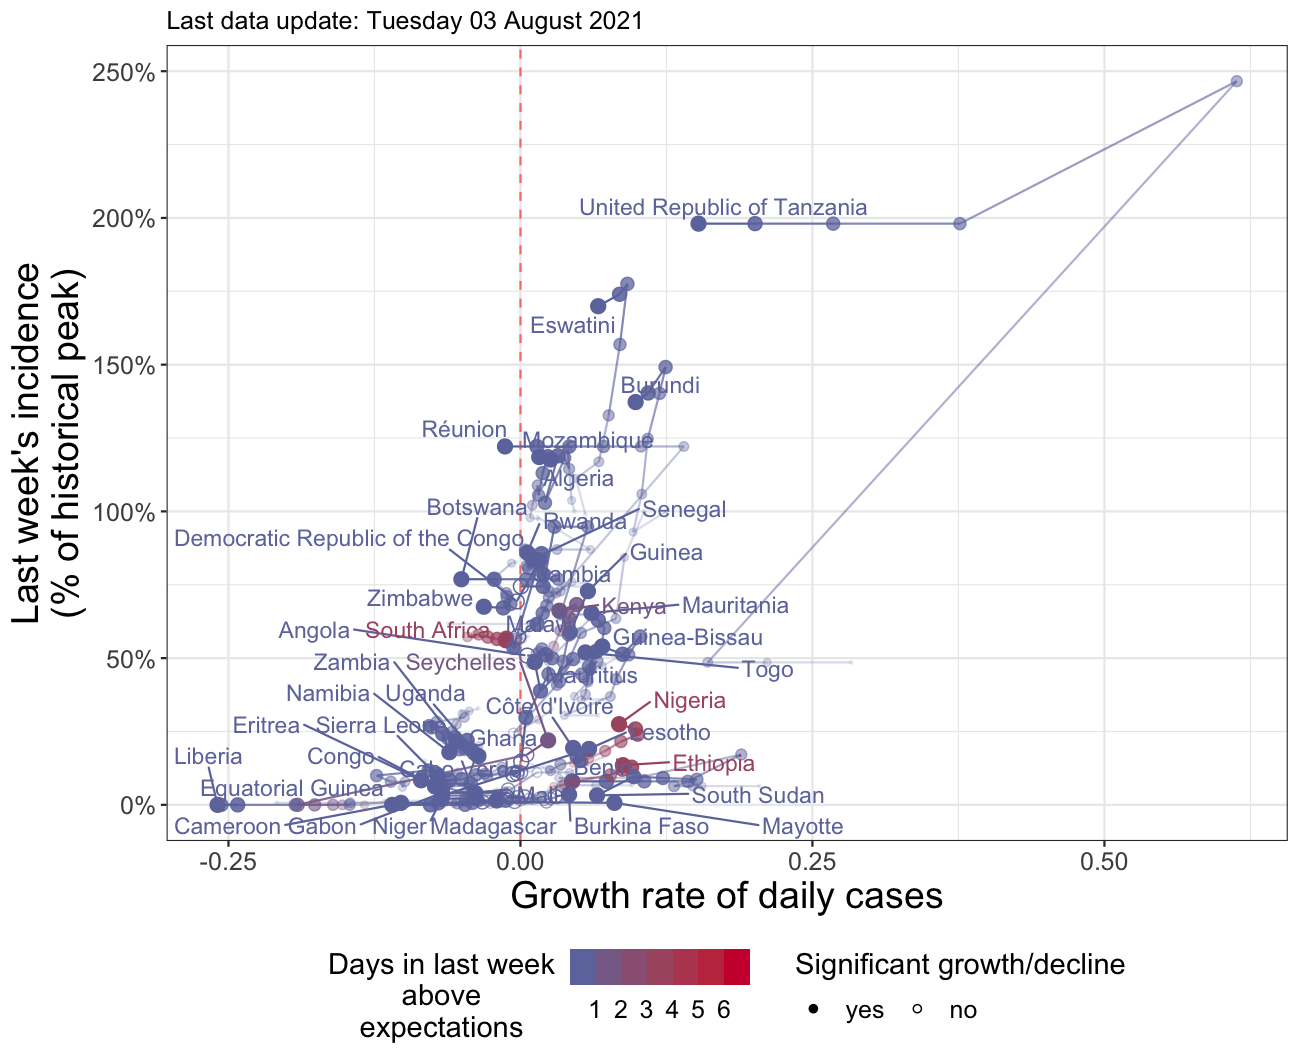 Last data update: Tuesday 03 August 2021
250%
200%
150%
100%
50%
0%
Last week's incidence
(% of historical peak)
United Republic of Tanzania
Eswatini
Burundi
Réunion
Mozambique
Algeria
Botswana
Senegal
Rwanda
Democratic Republic of the Congo
Guinea
Zimbabwe
Kenya
Mauritania
Malawi
Angola
South Africa
Guinea-Bissau
Zambia
Seychelles
Togo
Mauritius
Namibia
Uganda
Nigeria
Côte d'Ivoire
Eritrea
Sierra Leone
Lesotho
Ghana
Liberia
Congo
Cabo Verde
Benin
Ethiopia
Equatorial Guinea
Mali
South Sudan
Cameroon
Gabon
Niger
Madagascar
Burkina Faso
Mayotte
-0.25
0.00
0.25
0.50
Growth rate of daily cases
Days in last week
above
expectations
1 2 3 4 5 6
Significant growth/decline
yes
no